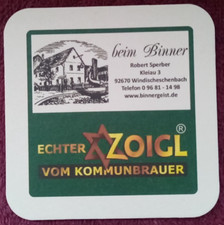 beim Binner
Robert Sperber
Kleiau 3
92670 Windischeschenbach
Telefon 0 96 81 - 14 98
www.binnergeist.de
ECHTER ZOIGL ®
VOM KOMMUNBRAUER